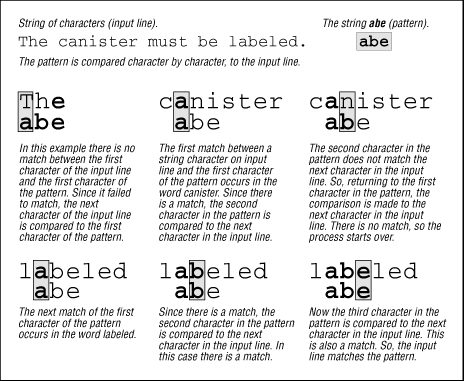 String of characters (input line). The string abe (pattern).
The canister must be labeled. abe
The pattern is compared character by character, to the input line.
The
abe
In this example there is no
match between the first
character of the input line
and the first character of
the pattern. Since it failed
to match, the next
character of the input line
is compared to the first
character of the pattern.
canister
abe
The first match between a
string character on input
line and the first character
of the pattern occurs in the
word canister. Since there
is a match, the second
character in the pattern is
compared to the next
character in the input line.
canister
abe
The second character in the
pattern does not match the
next character in the input
line. So, returning to the first
character in the pattern, the
comparison is made to the
next character in the input
line. There is no match, so the
process starts over.
labeled
abe
The next match of the first
character of the pattern
occurs in the word labeled.
labeled
abe
Since there is a match, the
second character in the pattern
is compared to the next
character in the input line. In
this case there is a match.
labeled
abe
Now the third character in the
pattern is compared to the next
character in the input line. This
is also a match. So, the input
line matches the pattern.